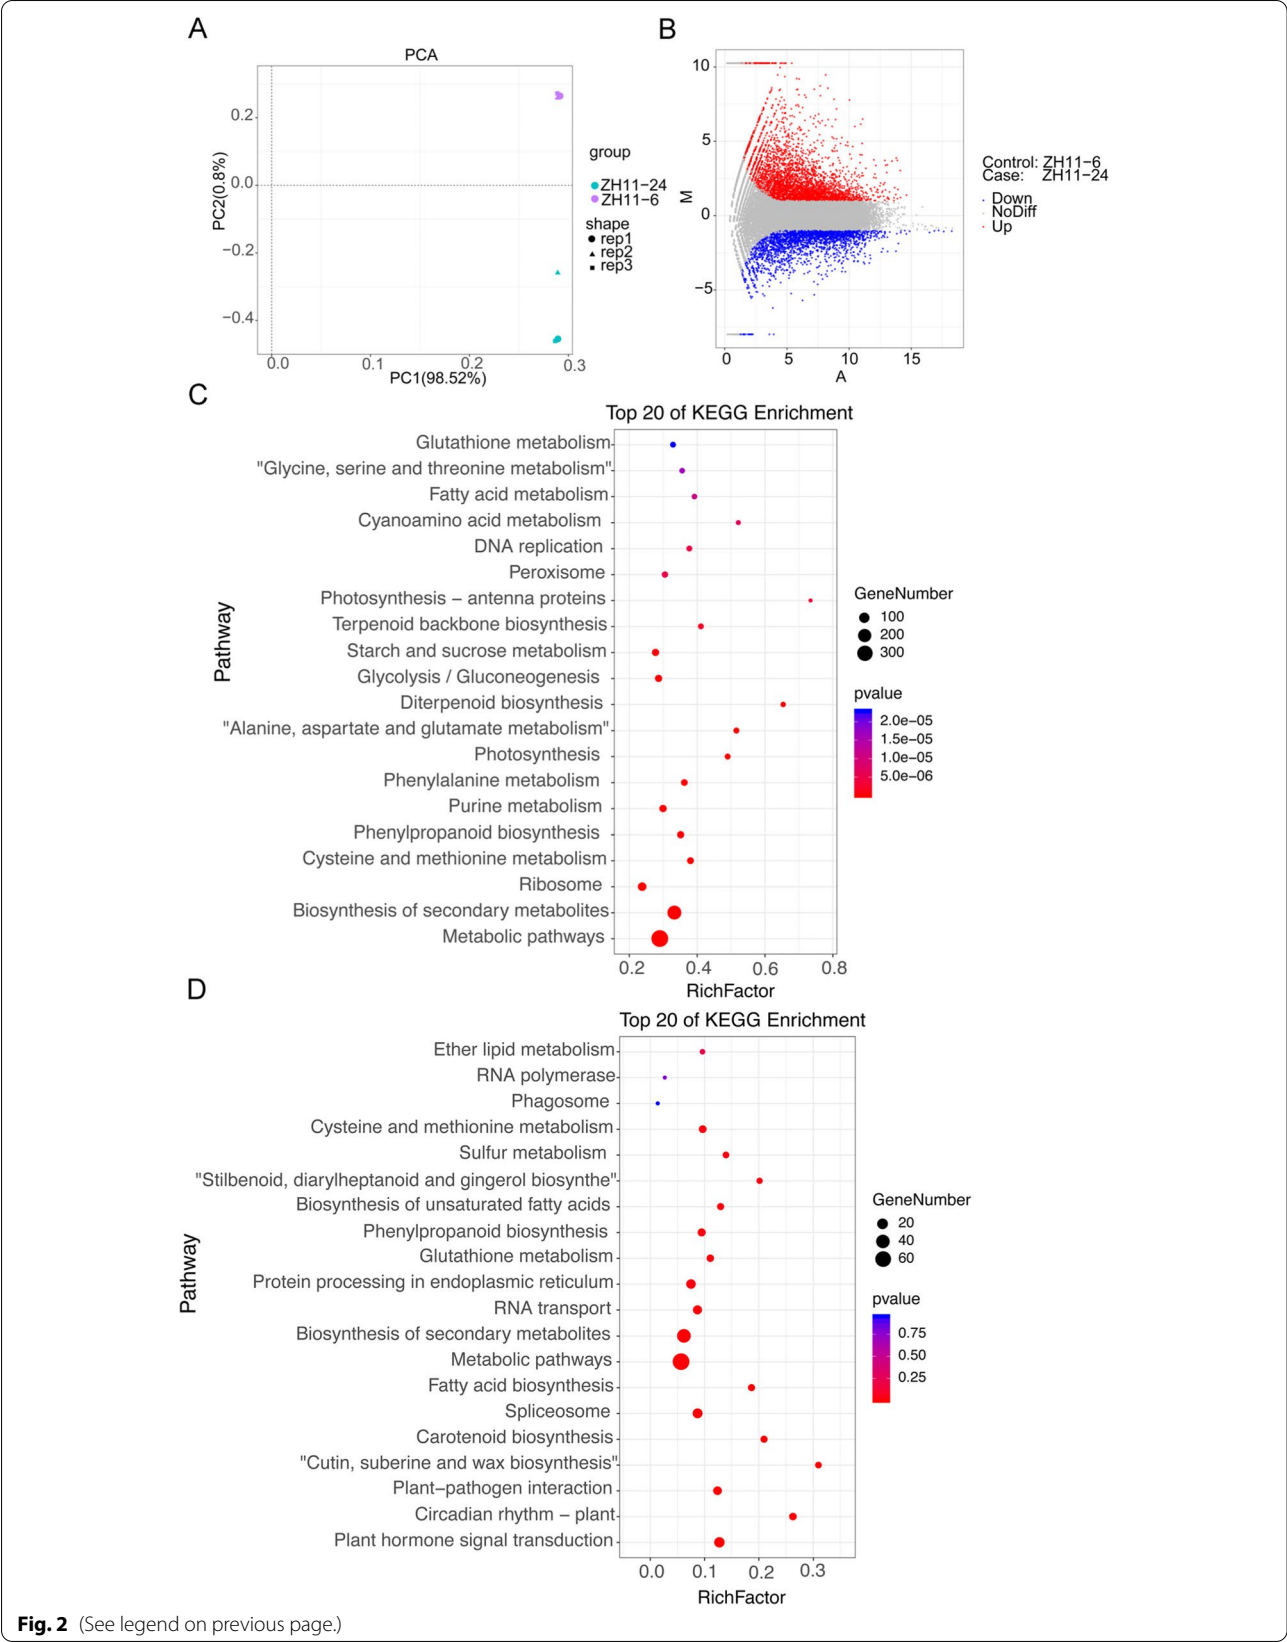 A
PCA
0.2
0.0
−0.2
−0.4
PC2(0.8%)
0.0 0.1 0.2 0.3
PC1(98.52%)
group
ZH11−24
ZH11−6
shape
rep1
rep2
rep3
B
10
5
0
−5
M
0 5 10 15
A
Control: ZH11−6
Case: ZH11−24
Down
NoDiff
Up
C
Top 20 of KEGG Enrichment
Pathway
Glutathione metabolism
"Glycine, serine and threonine metabolism"
Fatty acid metabolism
Cyanoamino acid metabolism
DNA replication
Peroxisome
Photosynthesis − antenna proteins
Terpenoid backbone biosynthesis
Starch and sucrose metabolism
Glycolysis / Gluconeogenesis
Diterpenoid biosynthesis
"Alanine, aspartate and glutamate metabolism"
Photosynthesis
Phenylalanine metabolism
Purine metabolism
Phenylpropanoid biosynthesis
Cysteine and methionine metabolism
Ribosome
Biosynthesis of secondary metabolites
Metabolic pathways
0.2 0.4 0.6 0.8
RichFactor
GeneNumber
100
200
300
pvalue
2.0e−05
1.5e−05
1.0e−05
5.0e−06
D
Top 20 of KEGG Enrichment
Pathway
Ether lipid metabolism
RNA polymerase
Phagosome
Cysteine and methionine metabolism
Sulfur metabolism
"Stilbenoid, diarylheptanoid and gingerol biosynthe"
Biosynthesis of unsaturated fatty acids
Phenylpropanoid biosynthesis
Glutathione metabolism
Protein processing in endoplasmic reticulum
RNA transport
Biosynthesis of secondary metabolites
Metabolic pathways
Fatty acid biosynthesis
Spliceosome
Carotenoid biosynthesis
"Cutin, suberine and wax biosynthesis"
Plant−pathogen interaction
Circadian rhythm − plant
Plant hormone signal transduction
0.0 0.1 0.2 0.3
RichFactor
GeneNumber
20
40
60
pvalue
0.75
0.50
0.25
Fig. 2 (See legend on previous page.)